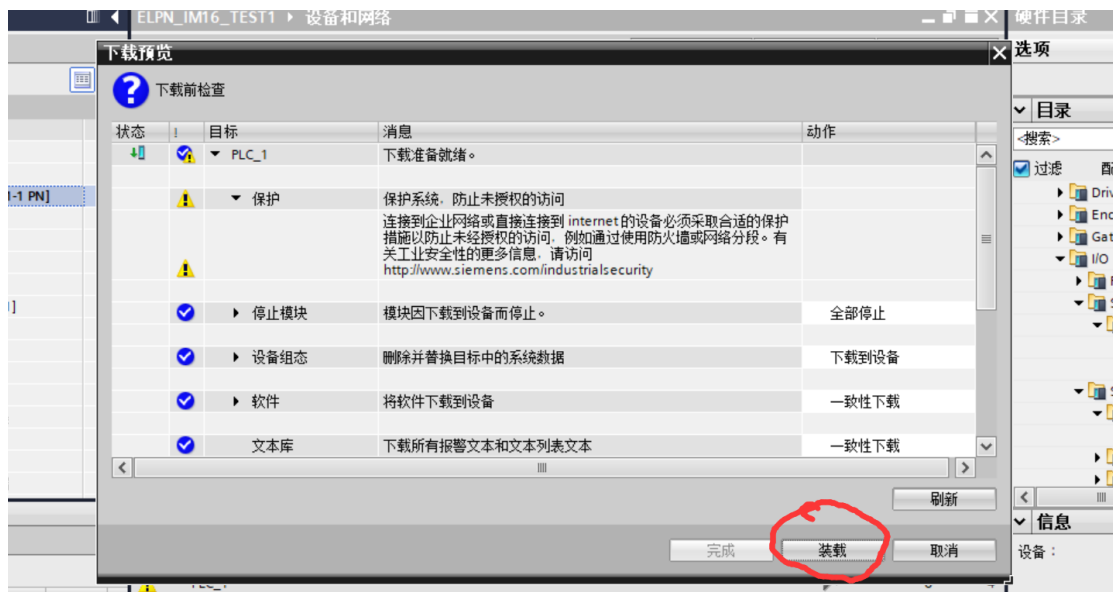 ELPN_IM16_TEST1 ▸ 设备和网络
硬件目录
下载预览
选项
下载前检查
目录
状态 ! 目标 消息 动作
<搜索>
PLC_1 下载准备就绪。
过滤
1-1 PN]
保护 保护系统，防止未授权的访问
Driv
连接到企业网络或直接连接到 internet 的设备必须采取合适的保护
Enc
措施以防止未经授权的访问，例如通过使用防火墙或网络分段。有
Gat
关工业安全性的更多信息，请访问
I/O
http://www.siemens.com/industrialsecurity
]
停止模块 模块因下载到设备而停止。 全部停止
设备组态 删除并替换目标中的系统数据 下载到设备
软件 将软件下载到设备 一致性下载
文本库 下载所有报警文本和文本列表文本 一致性下载
刷新
信息
完成 装载 取消
设备：